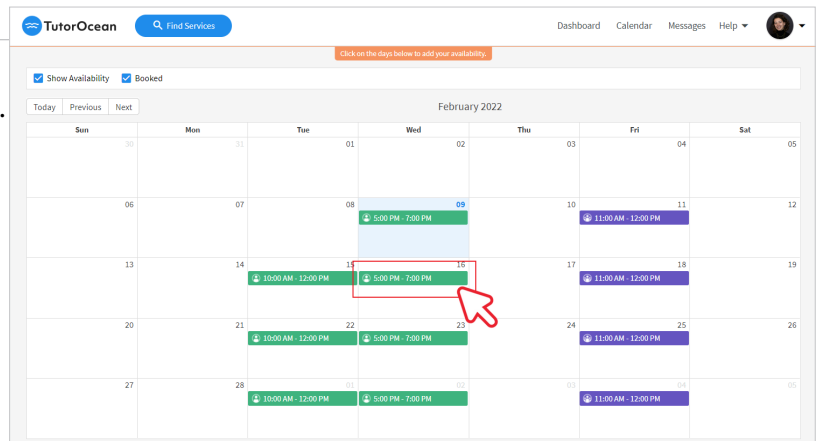 TutorOcean Find Services Dashboard Calendar Messages Help
Click on the days below to add your availability.
Show Availability Booked
Today Previous Next February 2022
Sun Mon Tue Wed Thu Fri Sat
30 31 01 02 03 04 05
06 07 08 09 10 11 12
5:00 PM - 7:00 PM 11:00 AM - 12:00 PM
13 14 15 16 17 18 19
10:00 AM - 12:00 PM 5:00 PM - 7:00 PM 11:00 AM - 12:00 PM
20 21 22 23 24 25 26
10:00 AM - 12:00 PM 5:00 PM - 7:00 PM 11:00 AM - 12:00 PM
27 28 01 02 03 04 05
10:00 AM - 12:00 PM 5:00 PM - 7:00 PM 11:00 AM - 12:00 PM